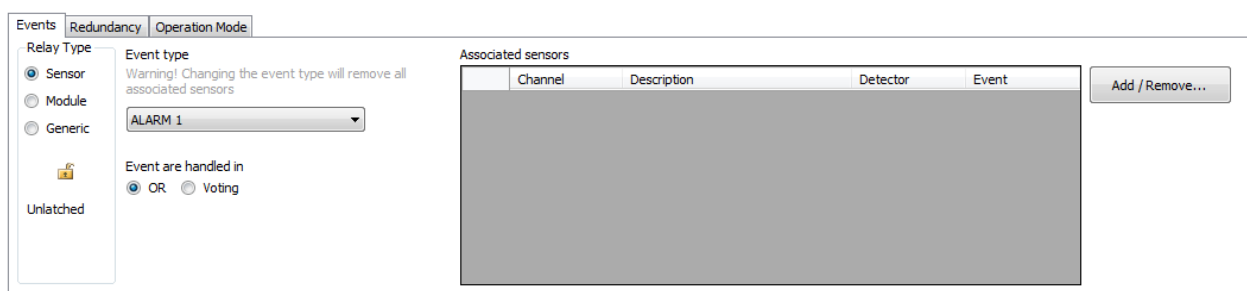 Events Redundancy Operation Mode
Relay Type
Sensor
Module
Generic
Unlatched
Event type
Warning! Changing the event type will remove all
associated sensors
ALARM 1
Event are handled in
OR Voting
Associated sensors
Channel Description Detector Event
Add / Remove...